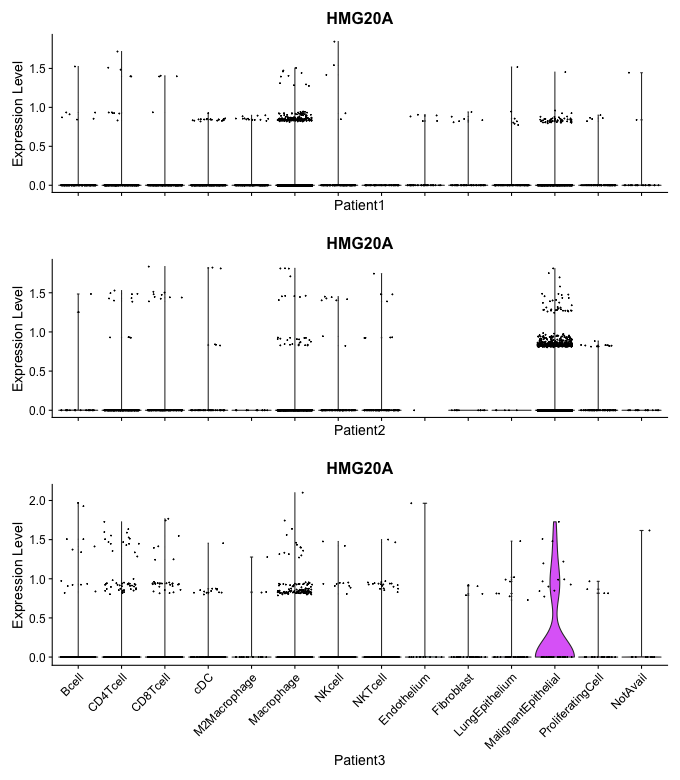 HMG20A
Expression Level
1.5
1.0
0.5
0.0
Patient1
HMG20A
Expression Level
1.5
1.0
0.5
0.0
Patient2
HMG20A
Expression Level
2.0
1.5
1.0
0.5
0.0
Bcell
CD4Tcell
CD8Tcell
cDC
M2Macrophage
Macrophage
NKcell
NKTcell
Endothelium
Fibroblast
LungEpithelium
MalignantEpithelial
ProliferatingCell
NotAvail
Patient3